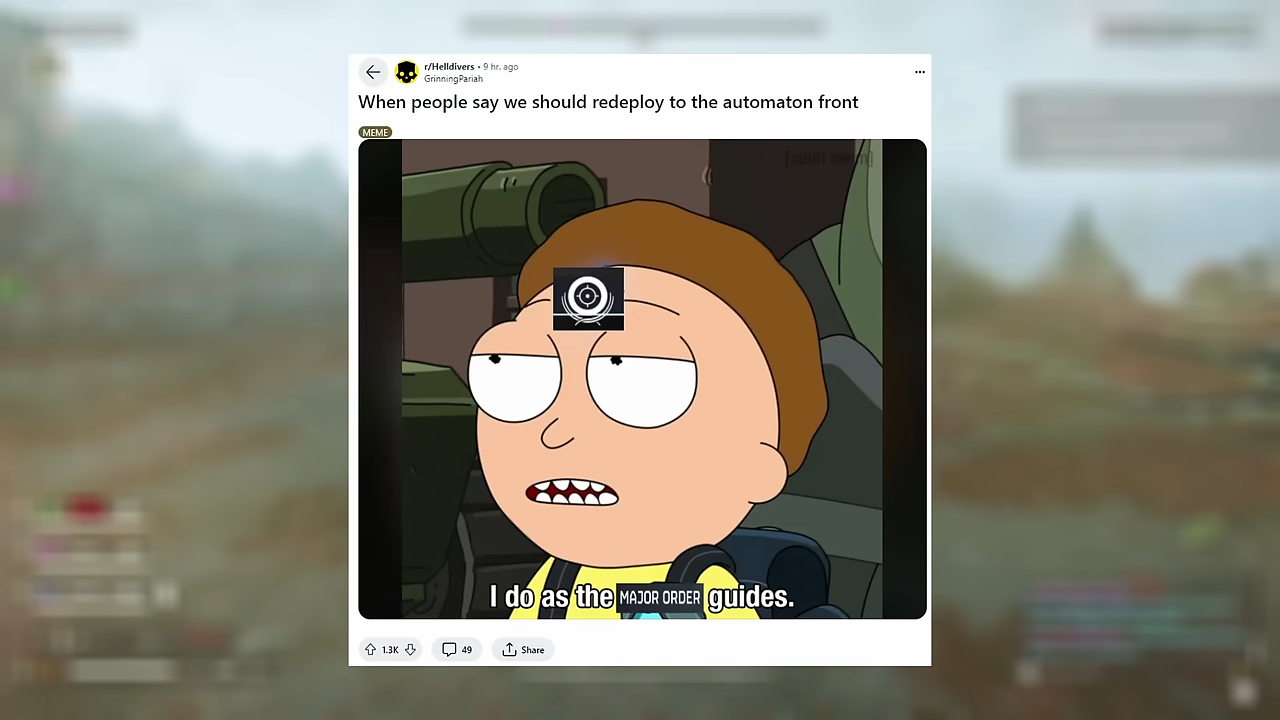 r/Helldivers • 9 hr. ago
GrinningPariah
When people say we should redeploy to the automaton front
MEME
[adult swim]
I do as the MAJOR ORDER guides.
1.3K
49
Share